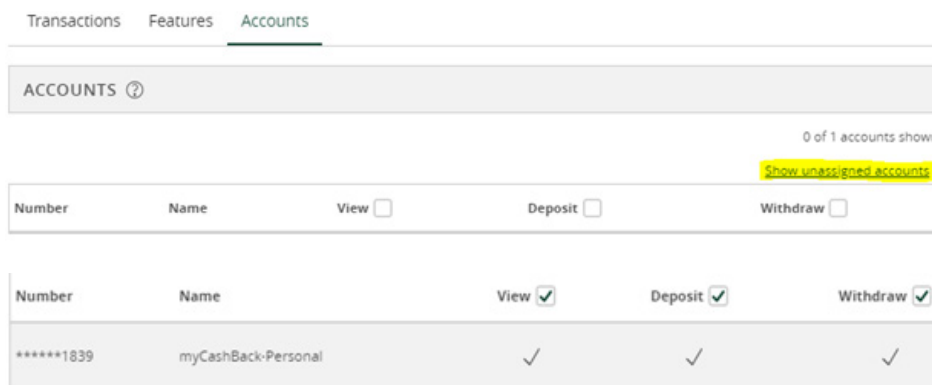 Transactions Features Accounts
ACCOUNTS ?
0 of 1 accounts show
Show unassigned accounts
Number Name View Deposit Withdraw
Number Name View Deposit Withdraw
******1839 myCashBack-Personal